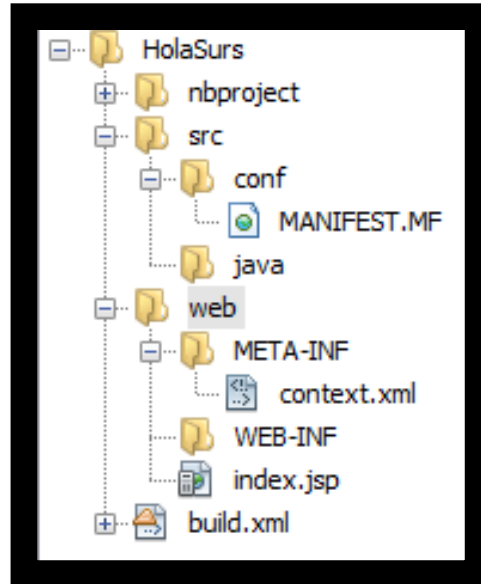 HolaSurs
nbproject
src
conf
MANIFEST.MF
java
web
META-INF
context.xml
WEB-INF
index.jsp
build.xml